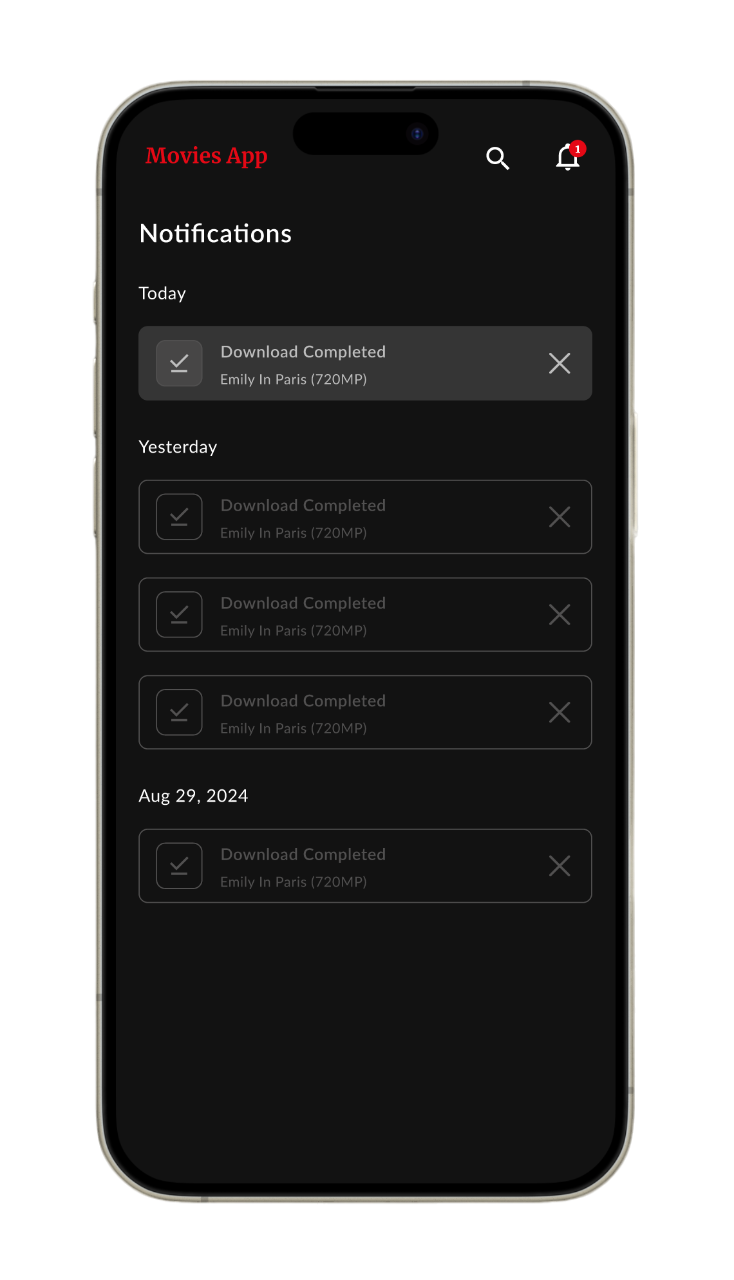 Movies App
1
Notifications
Today
Download Completed
Emily In Paris (720MP)
Yesterday
Download Completed
Emily In Paris (720MP)
Download Completed
Emily In Paris (720MP)
Download Completed
Emily In Paris (720MP)
Aug 29, 2024
Download Completed
Emily In Paris (720MP)